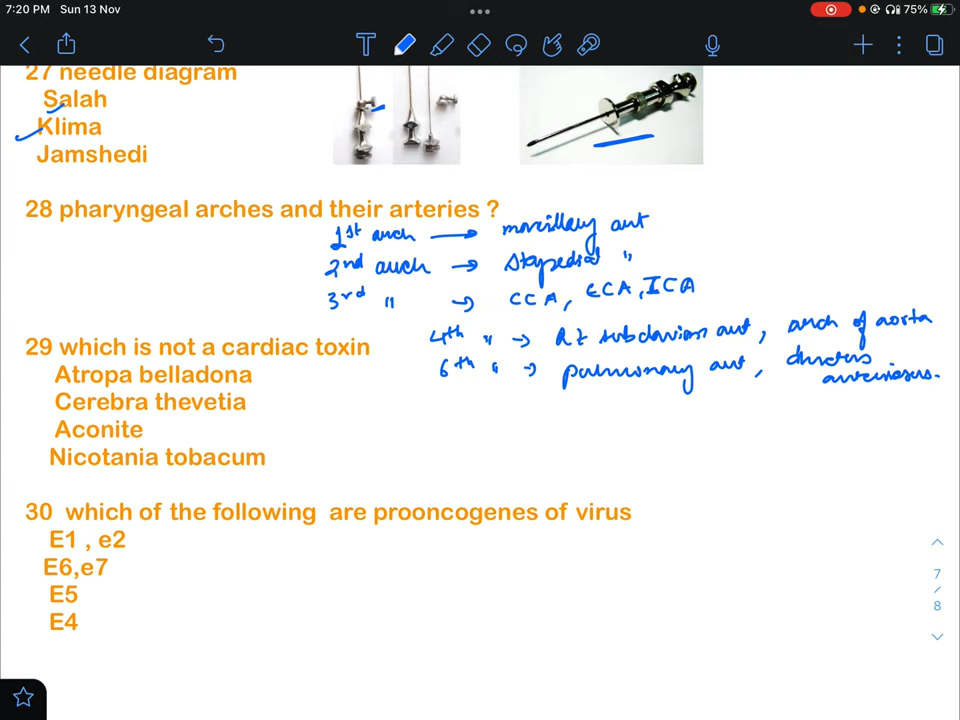 7:20 PM Sun 13 Nov
75%
T
27 needle diagram
Salah
Klima
Jamshedi
28 pharyngeal arches and their arteries ?
1st arch → maxillary art
2nd arch → Stapedial "
3rd " → CCA, ECA, ICA
4th " → Rt subclavian art, arch of aorta
6th " → pulmonary art, ductus arteriosus.
29 which is not a cardiac toxin
Atropa belladona
Cerebra thevetia
Aconite
Nicotania tobacum
30 which of the following are prooncogenes of virus
E1 , e2
E6,e7
E5
E4
7
/
8